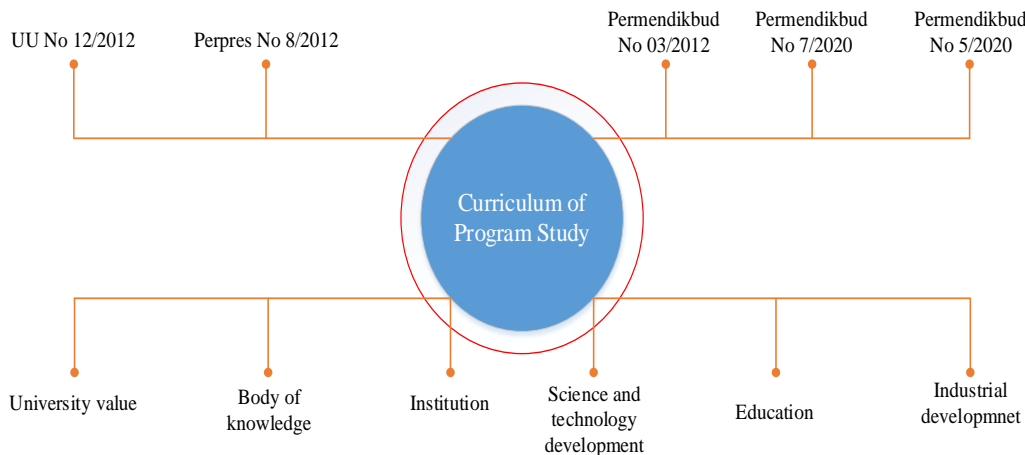 UU No 12/2012
Perpres No 8/2012
Permendikbud
No 03/2012
Permendikbud
No 7/2020
Permendikbud
No 5/2020
Curriculum of
Program Study
University value
Body of
knowledge
Institution
Science and
technology
development
Education
Industrial
developmnet